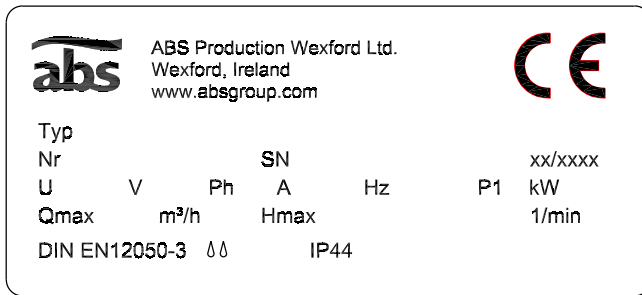 abs
ABS Production Wexford Ltd.
Wexford, Ireland
www.absgroup.com
CE
Typ
Nr SN xx/xxxx
U V Ph A Hz P1 kW
Qmax m³/h Hmax 1/min
DIN EN12050-3 IP44